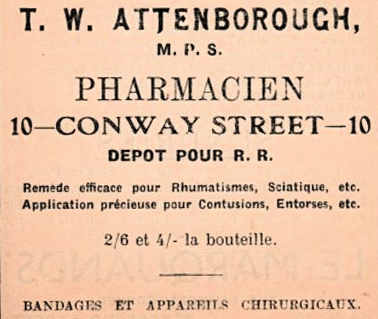 T. W. ATTENBOROUGH,
M. P. S.
PHARMACIEN
10—CONWAY STREET—10
DEPOT POUR R. R.
Remede efficace pour Rhumatismes, Sciatique, etc.
Application précieuse pour Contusions, Entorses, etc.
2/6 et 4/- la bouteille.
BANDAGES ET APPAREILS CHIRURGICAUX.